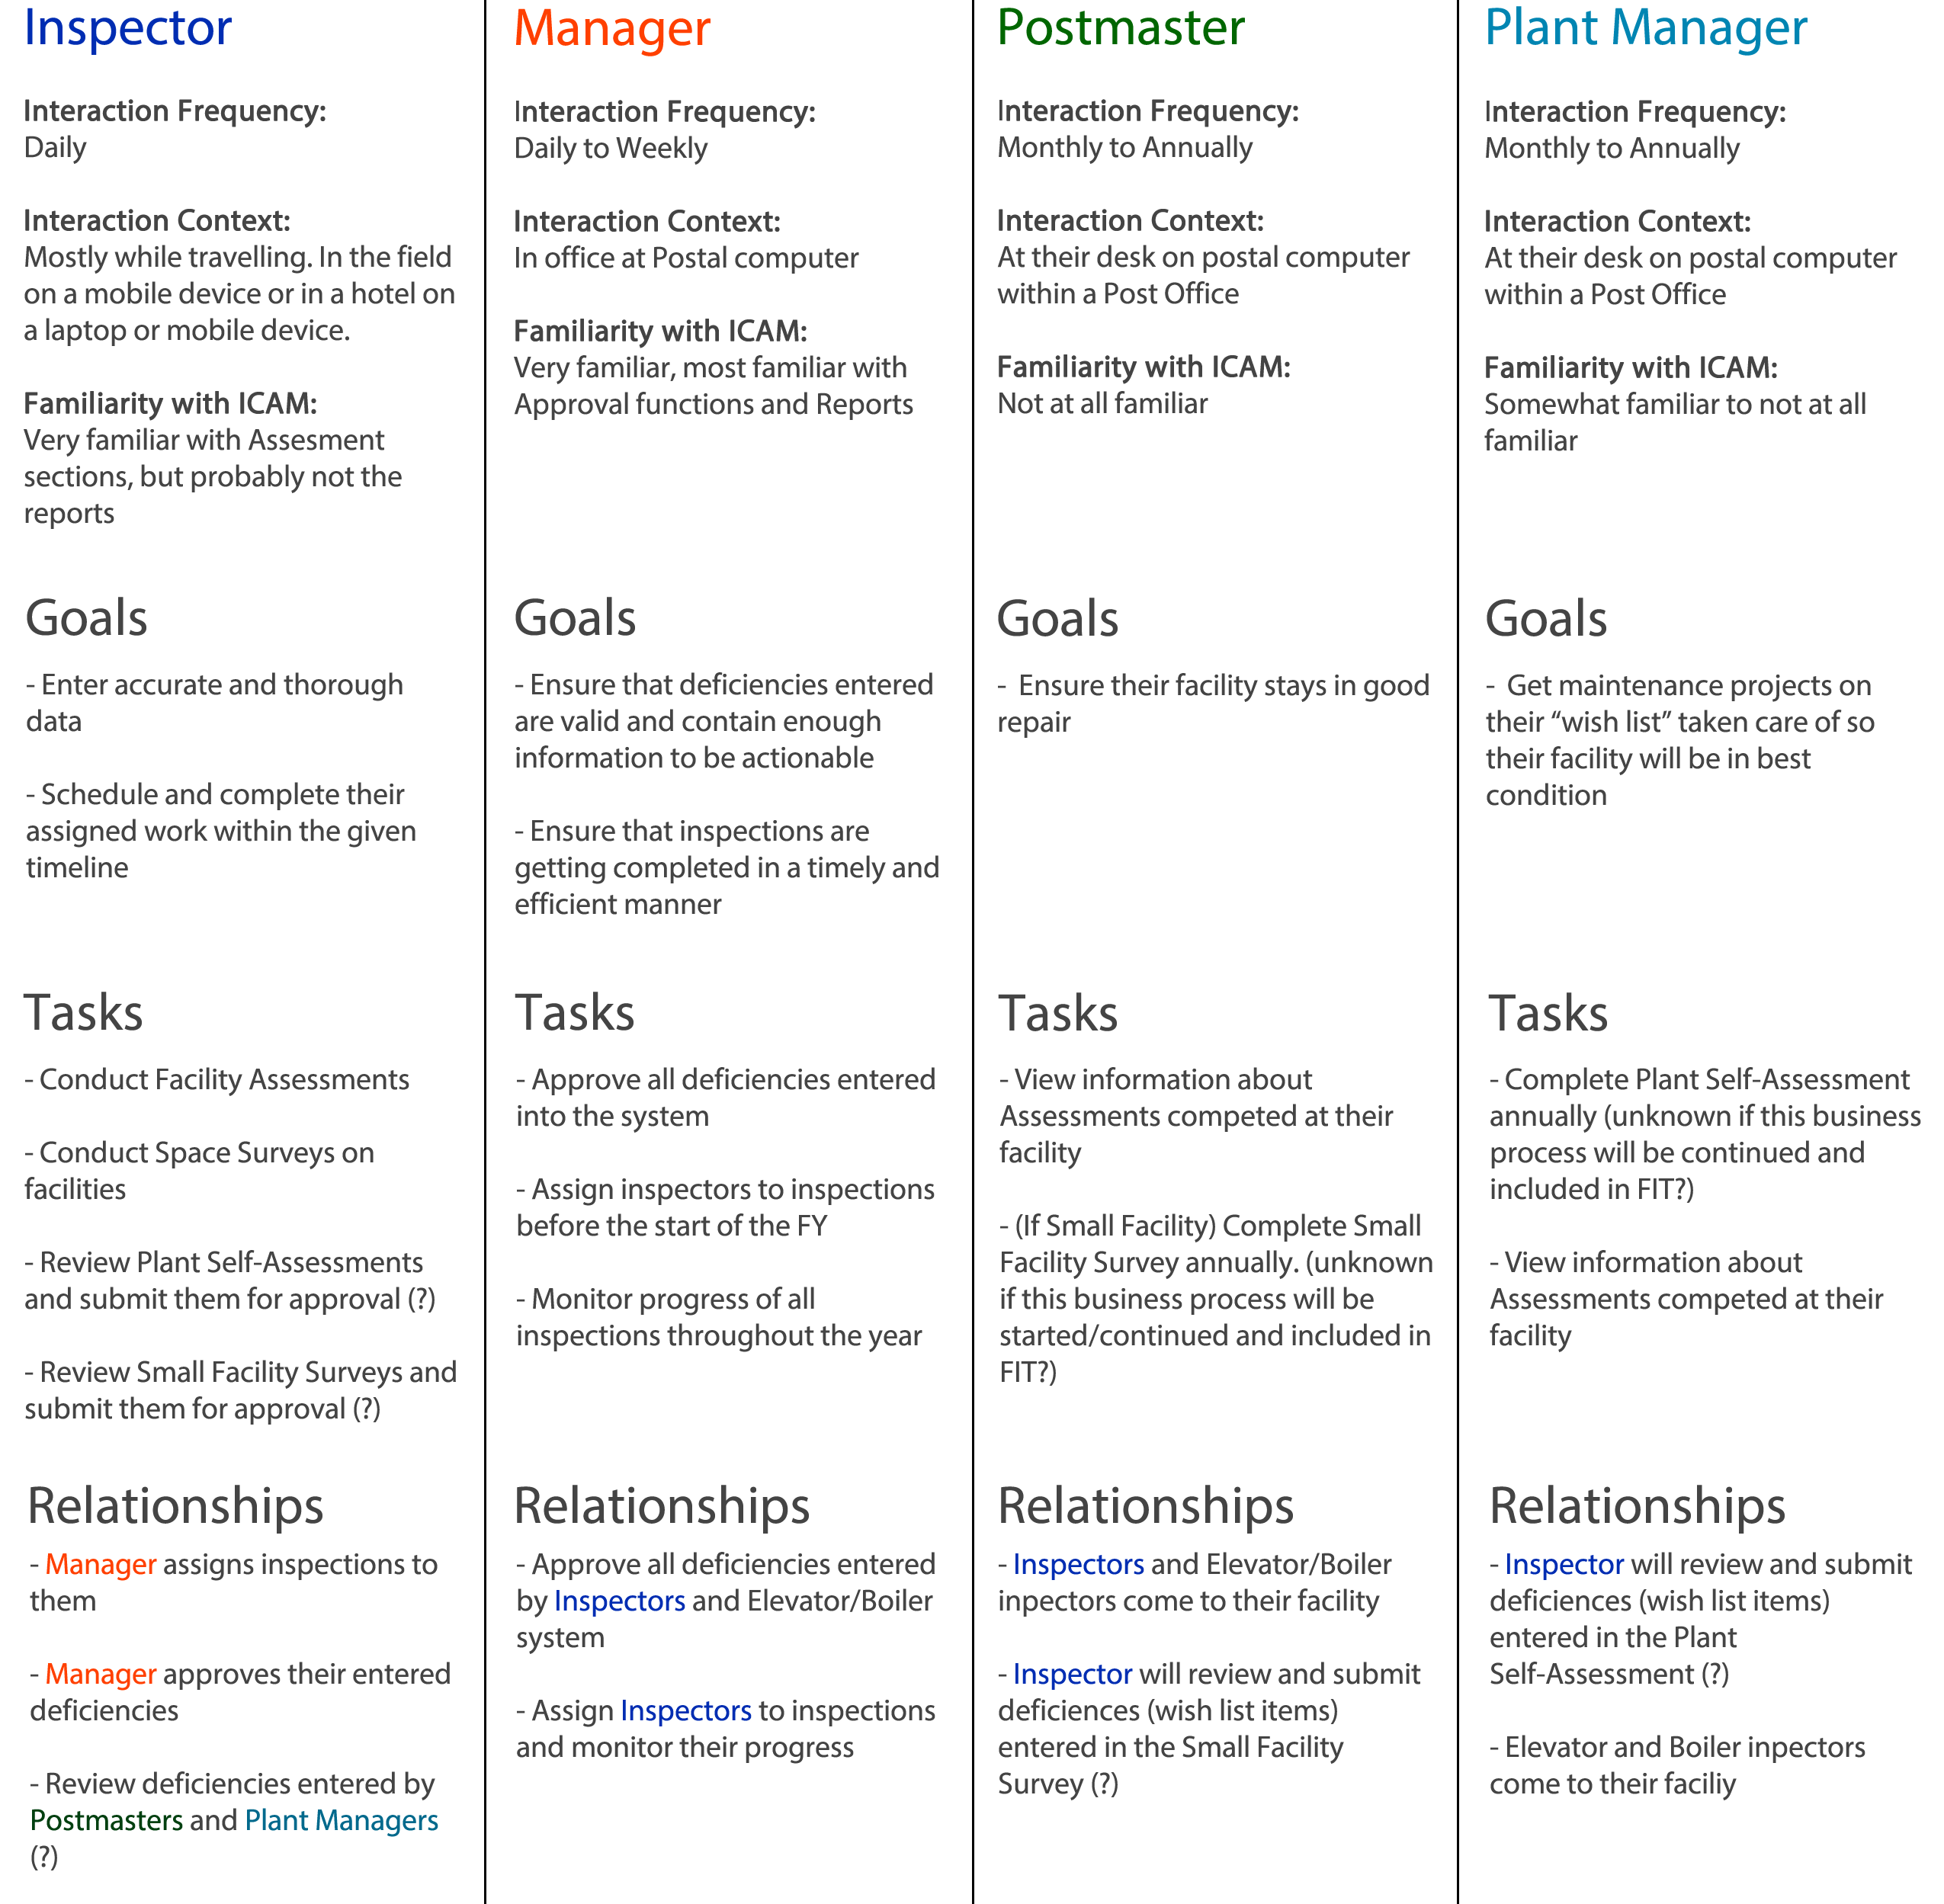 Inspector
Interaction Frequency:
Daily
Interaction Context:
Mostly while travelling. In the field
on a mobile device or in a hotel on
a laptop or mobile device.
Familiarity with ICAM:
Very familiar with Assesment
sections, but probably not the
reports
Goals
- Enter accurate and thorough
data
- Schedule and complete their
assigned work within the given
timeline
Tasks
- Conduct Facility Assessments
- Conduct Space Surveys on
facilities
- Review Plant Self-Assessments
and submit them for approval (?)
- Review Small Facility Surveys and
submit them for approval (?)
Relationships
- Manager assigns inspections to
them
- Manager approves their entered
deficiencies
- Review deficiencies entered by
Postmasters and Plant Managers
(?)
Manager
Interaction Frequency:
Daily to Weekly
Interaction Context:
In office at Postal computer
Familiarity with ICAM:
Very familiar, most familiar with
Approval functions and Reports
Goals
- Ensure that deficiencies entered
are valid and contain enough
information to be actionable
- Ensure that inspections are
getting completed in a timely and
efficient manner
Tasks
- Approve all deficiencies entered
into the system
- Assign inspectors to inspections
before the start of the FY
- Monitor progress of all
inspections throughout the year
Relationships
- Approve all deficiencies entered
by Inspectors and Elevator/Boiler
system
- Assign Inspectors to inspections
and monitor their progress
Postmaster
Interaction Frequency:
Monthly to Annually
Interaction Context:
At their desk on postal computer
within a Post Office
Familiarity with ICAM:
Not at all familiar
Goals
- Ensure their facility stays in good
repair
Tasks
- View information about
Assessments competed at their
facility
- (If Small Facility) Complete Small
Facility Survey annually. (unknown
if this business process will be
started/continued and included in
FIT?)
Relationships
- Inspectors and Elevator/Boiler
inpectors come to their facility
- Inspector will review and submit
deficiences (wish list items)
entered in the Small Facility
Survey (?)
Plant Manager
Interaction Frequency:
Monthly to Annually
Interaction Context:
At their desk on postal computer
within a Post Office
Familiarity with ICAM:
Somewhat familiar to not at all
familiar
Goals
- Get maintenance projects on
their “wish list” taken care of so
their facility will be in best
condition
Tasks
- Complete Plant Self-Assessment
annually (unknown if this business
process will be continued and
included in FIT?)
- View information about
Assessments competed at their
facility
Relationships
- Inspector will review and submit
deficiences (wish list items)
entered in the Plant
Self-Assessment (?)
- Elevator and Boiler inpectors
come to their faciliy